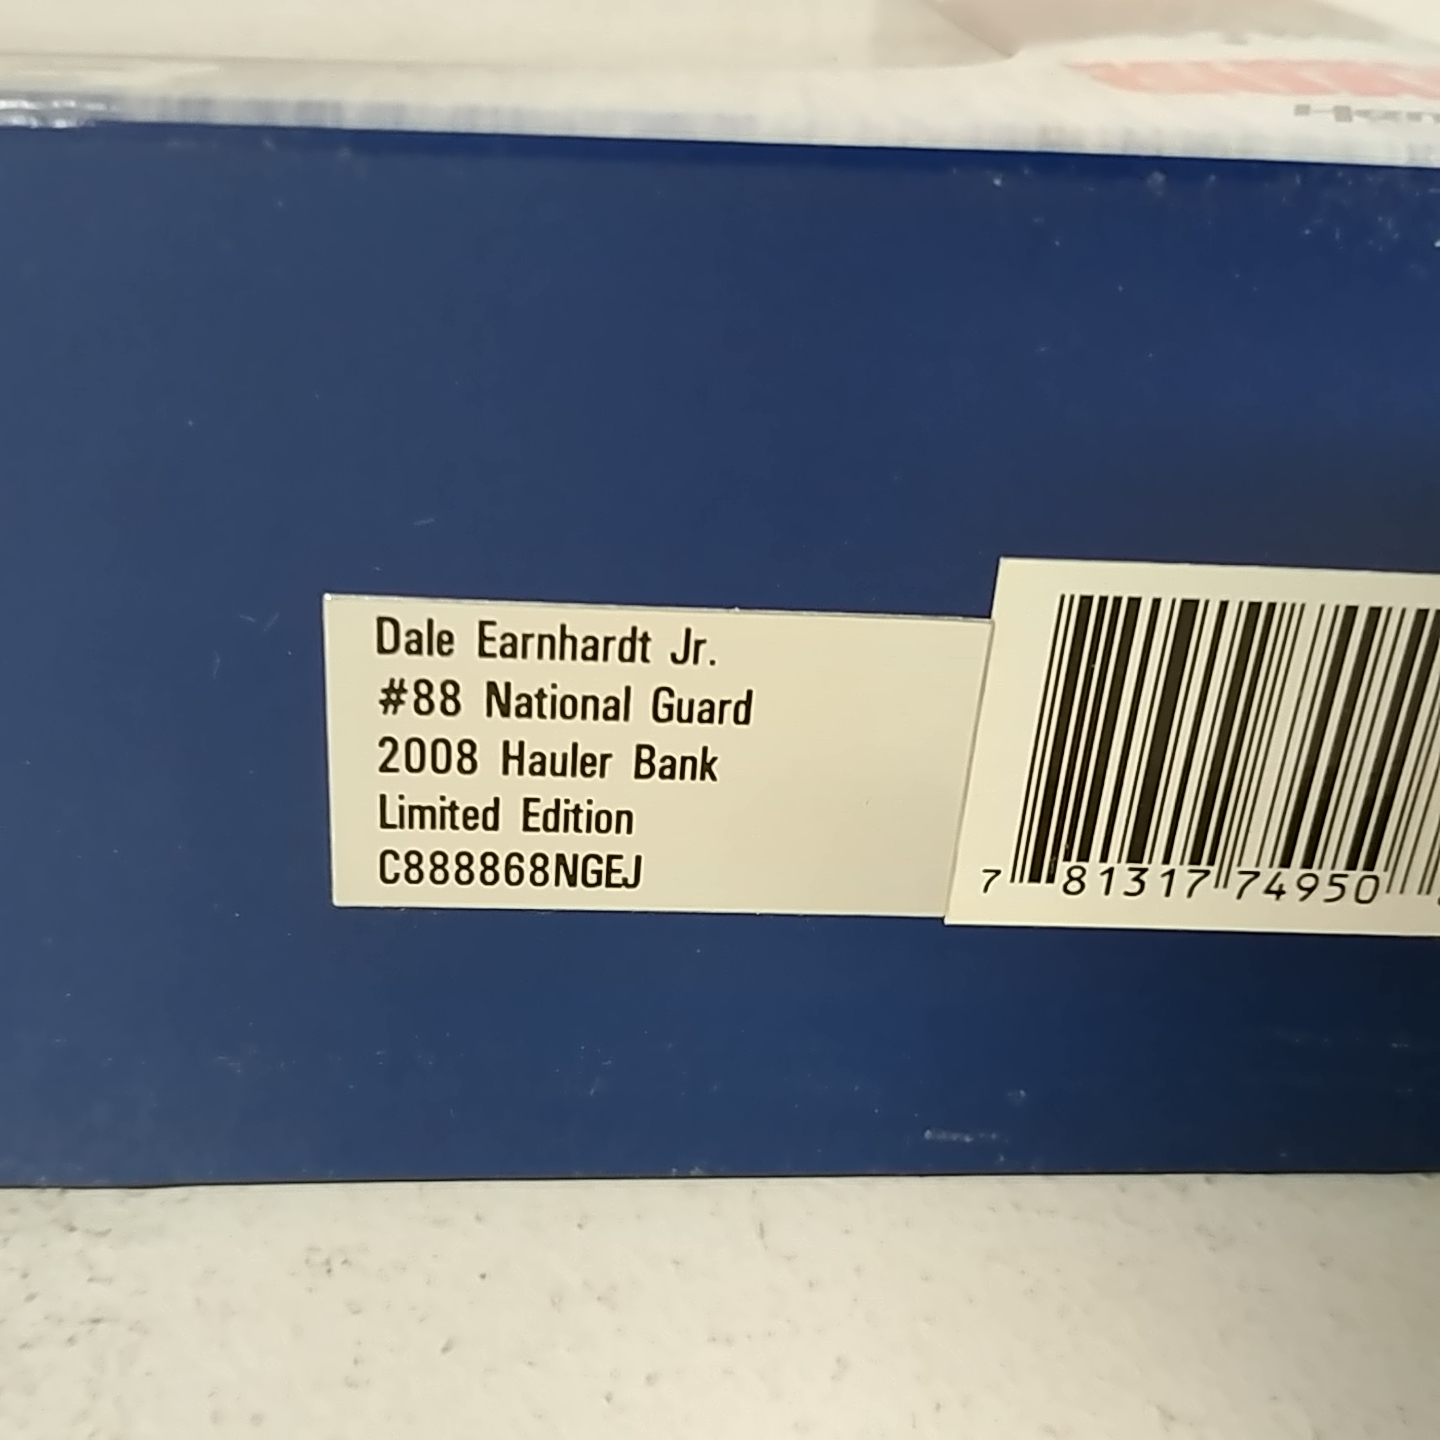 Dale Earnhardt Jr.
#88 National Guard
2008 Hauler Bank
Limited Edition
C888868NGEJ
7 81317 74950